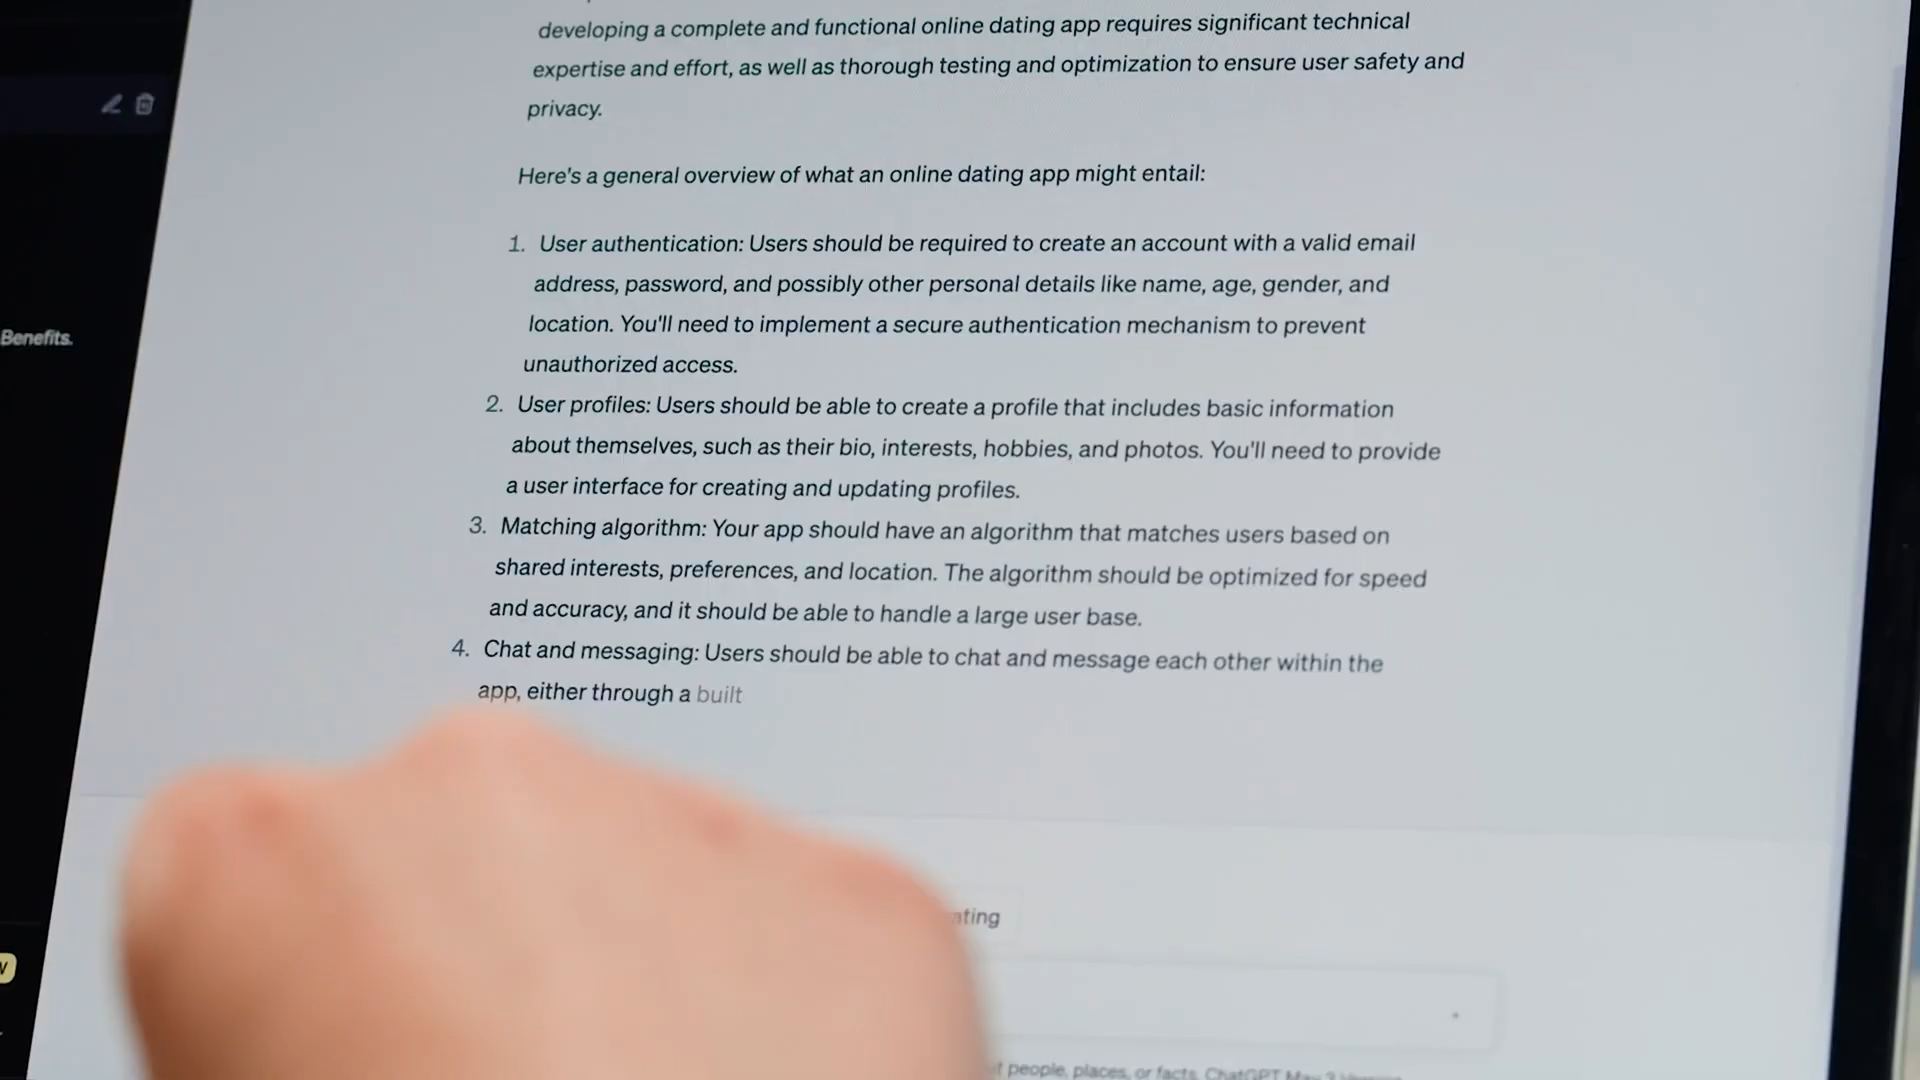 developing a complete and functional online dating app requires significant technical
expertise and effort, as well as thorough testing and optimization to ensure user safety and
privacy.
Here's a general overview of what an online dating app might entail:
1. User authentication: Users should be required to create an account with a valid email
address, password, and possibly other personal details like name, age, gender, and
location. You'll need to implement a secure authentication mechanism to prevent
unauthorized access.
Benefits.
2. User profiles: Users should be able to create a profile that includes basic information
about themselves, such as their bio, interests, hobbies, and photos. You'll need to provide
a user interface for creating and updating profiles.
3. Matching algorithm: Your app should have an algorithm that matches users based on
shared interests, preferences, and location. The algorithm should be optimized for speed
and accuracy, and it should be able to handle a large user base.
4. Chat and messaging: Users should be able to chat and message each other within the
app, either through a built
people, places, or facts. ChatGPT May 3